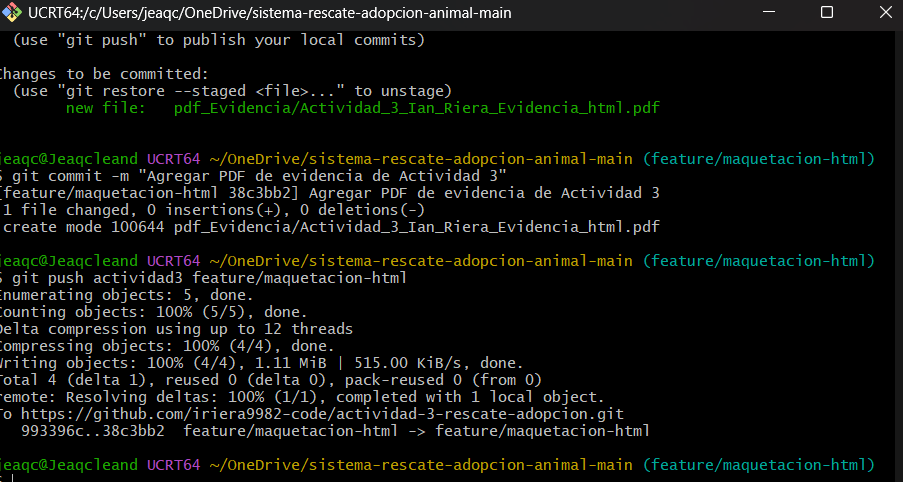 UCRT64:/c/Users/jeaqc/OneDrive/sistema-rescate-adopcion-animal-main
(use "git push" to publish your local commits)
Changes to be committed:
(use "git restore --staged <file>..." to unstage)
new file:   pdf_Evidencia/Actividad_3_Ian_Riera_Evidencia_html.pdf
jeaqc@Jeaqcleand UCRT64 ~/OneDrive/sistema-rescate-adopcion-animal-main (feature/maquetacion-html)
$ git commit -m "Agregar PDF de evidencia de Actividad 3"
[feature/maquetacion-html 38c3bb2] Agregar PDF de evidencia de Actividad 3
1 file changed, 0 insertions(+), 0 deletions(-)
create mode 100644 pdf_Evidencia/Actividad_3_Ian_Riera_Evidencia_html.pdf
jeaqc@Jeaqcleand UCRT64 ~/OneDrive/sistema-rescate-adopcion-animal-main (feature/maquetacion-html)
$ git push actividad3 feature/maquetacion-html
Enumerating objects: 5, done.
Counting objects: 100% (5/5), done.
Delta compression using up to 12 threads
Compressing objects: 100% (4/4), done.
Writing objects: 100% (4/4), 1.11 MiB | 515.00 KiB/s, done.
Total 4 (delta 1), reused 0 (delta 0), pack-reused 0 (from 0)
remote: Resolving deltas: 100% (1/1), completed with 1 local object.
To https://github.com/iriera9982-code/actividad-3-rescate-adopcion.git
993396c..38c3bb2  feature/maquetacion-html -> feature/maquetacion-html
jeaqc@Jeaqcleand UCRT64 ~/OneDrive/sistema-rescate-adopcion-animal-main (feature/maquetacion-html)
$